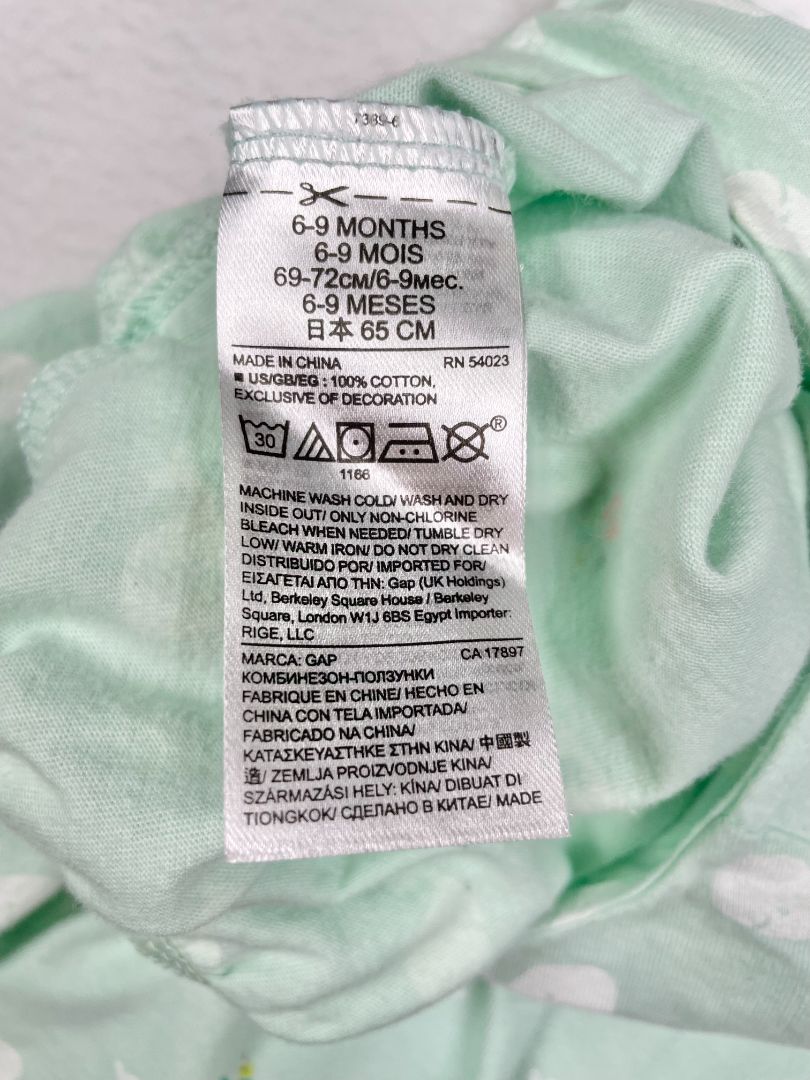 6-9 MONTHS
6-9 MOIS
69-72см/6-9мес.
6-9 MESES
日本 65 CM
MADE IN CHINA RN 54023
US/GB/EG : 100% COTTON,
EXCLUSIVE OF DECORATION
30 ®
1166
MACHINE WASH COLD/ WASH AND DRY
INSIDE OUT/ ONLY NON-CHLORINE
BLEACH WHEN NEEDED/ TUMBLE DRY
LOW/ WARM IRON/ DO NOT DRY CLEAN
DISTRIBUIDO POR/ IMPORTED FOR/
ΕΙΣΑΓΕΤΑΙ ΑΠΟ ΤΗΝ: Gap (UK Holdings)
Ltd, Berkeley Square House / Berkeley
Square, London W1J 6BS Egypt Importer:
RIGE, LLC
MARCA: GAP CA 17897
КОМБИНЕЗОН-ПОЛЗУНКИ
FABRIQUE EN CHINE/ HECHO EN
CHINA CON TELA IMPORTADA/
FABRICADO NA CHINA/
ΚΑΤΑΣΚΕΥΑΣΤΗΚΕ ΣΤΗΝ ΚΙΝΑ/ 中國製
造/ ZEMLJA PROIZVODNJE KINA/
SZÁRMAZÁSI HELY: KÍNA/ DIBUAT DI
TIONGKOK/ СДЕЛАНО В КИТАЕ/ MADE